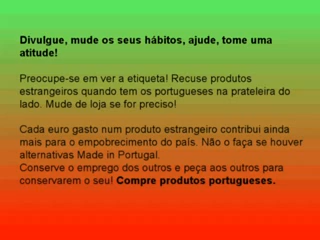 Divulgue, mude os seus hábitos, ajude, tome uma
atitude!
Preocupe-se em ver a etiqueta! Recuse produtos
estrangeiros quando tem os portugueses na prateleira do
lado. Mude de loja se for preciso!
Cada euro gasto num produto estrangeiro contribui ainda
mais para o empobrecimento do país. Não o faça se houver
alternativas Made in Portugal.
Conserve o emprego dos outros e peça aos outros para
conservarem o seu! Compre produtos portugueses.